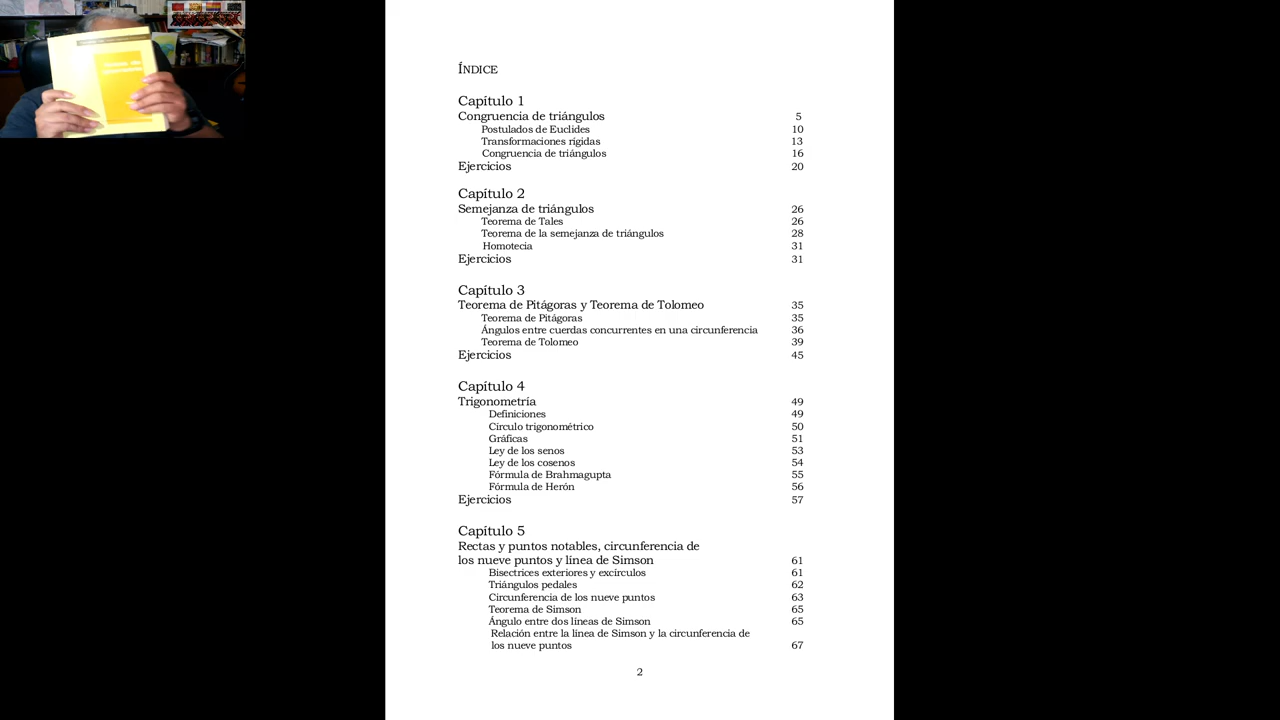 ÍNDICE
Capítulo 1
Congruencia de triángulos 5
Postulados de Euclides 10
Transformaciones rígidas 13
Congruencia de triángulos 16
Ejercicios 20
Capítulo 2
Semejanza de triángulos 26
Teorema de Tales 26
Teorema de la semejanza de triángulos 28
Homotecia 31
Ejercicios 31
Capítulo 3
Teorema de Pitágoras y Teorema de Tolomeo 35
Teorema de Pitágoras 35
Ángulos entre cuerdas concurrentes en una circunferencia 36
Teorema de Tolomeo 39
Ejercicios 45
Capítulo 4
Trigonometría 49
Definiciones 49
Círculo trigonométrico 50
Gráficas 51
Ley de los senos 53
Ley de los cosenos 54
Fórmula de Brahmagupta 55
Fórmula de Herón 56
Ejercicios 57
Capítulo 5
Rectas y puntos notables, circunferencia de
los nueve puntos y línea de Simson 61
Bisectrices exteriores y excírculos 61
Triángulos pedales 62
Circunferencia de los nueve puntos 63
Teorema de Simson 65
Ángulo entre dos líneas de Simson 65
Relación entre la línea de Simson y la circunferencia de
los nueve puntos 67
2